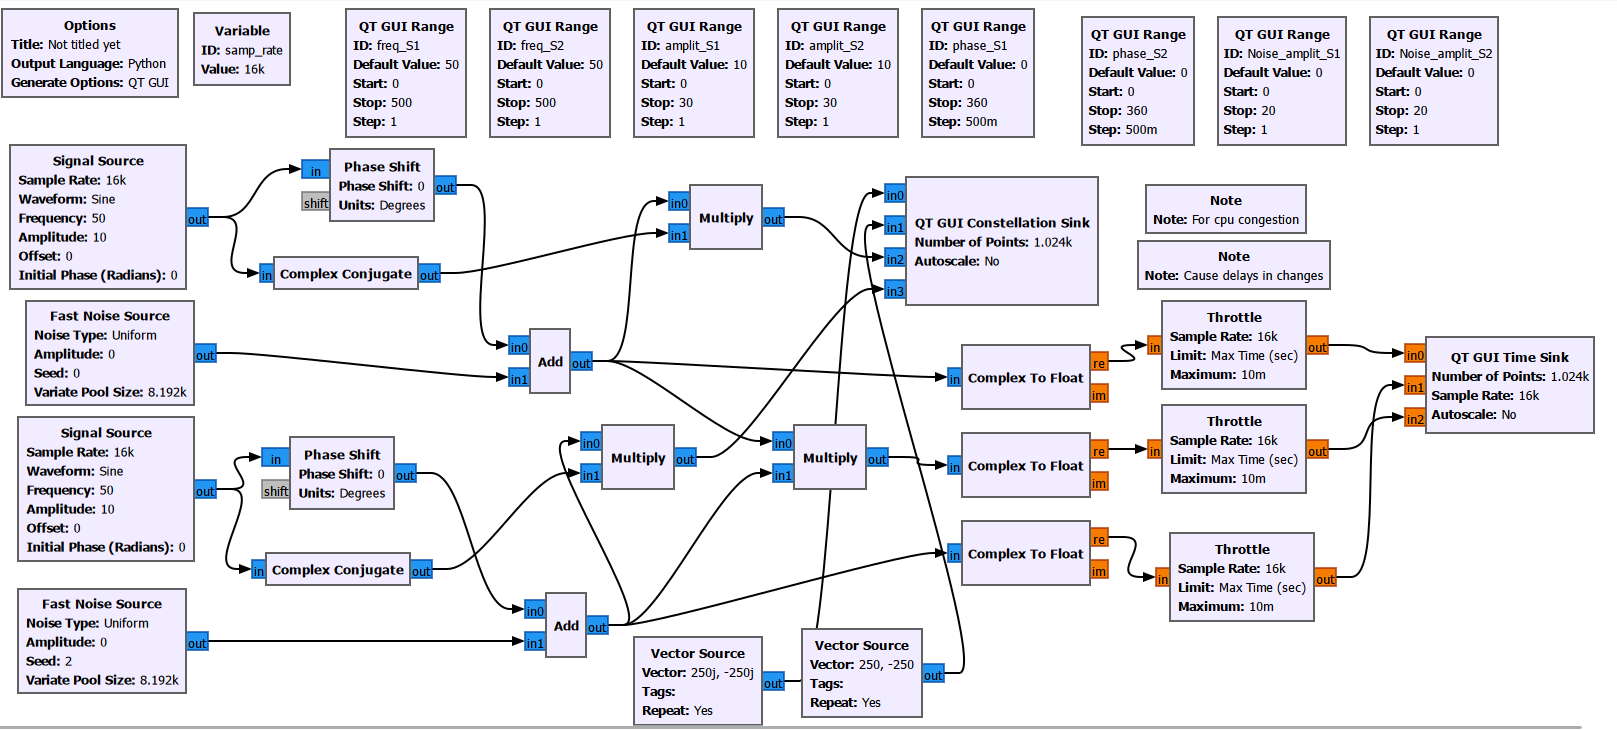 Options
Title: Not titled yet
Output Language: Python
Generate Options: QT GUI
Variable
ID: samp_rate
Value: 16k
QT GUI Range
ID: freq_S1
Default Value: 50
Start: 0
Stop: 500
Step: 1
QT GUI Range
ID: freq_S2
Default Value: 50
Start: 0
Stop: 500
Step: 1
QT GUI Range
ID: amplit_S1
Default Value: 10
Start: 0
Stop: 30
Step: 1
QT GUI Range
ID: amplit_S2
Default Value: 10
Start: 0
Stop: 30
Step: 1
QT GUI Range
ID: phase_S1
Default Value: 0
Start: 0
Stop: 360
Step: 500m
QT GUI Range
ID: phase_S2
Default Value: 0
Start: 0
Stop: 360
Step: 500m
QT GUI Range
ID: Noise_amplit_S1
Default Value: 0
Start: 0
Stop: 20
Step: 1
QT GUI Range
ID: Noise_amplit_S2
Default Value: 0
Start: 0
Stop: 20
Step: 1
Signal Source
Sample Rate: 16k
Waveform: Sine
Frequency: 50
Amplitude: 10
Offset: 0
Initial Phase (Radians): 0
out
in
shift
Phase Shift
Phase Shift: 0
Units: Degrees
out
in
Complex Conjugate
out
in0
in1
Multiply
out
in0
in1
in2
in3
QT GUI Constellation Sink
Number of Points: 1.024k
Autoscale: No
Note
Note: For cpu congestion
Note
Note: Cause delays in changes
Fast Noise Source
Noise Type: Uniform
Amplitude: 0
Seed: 0
Variate Pool Size: 8.192k
out
in0
in1
Add
out
in
Complex To Float
re
im
in
Throttle
Sample Rate: 16k
Limit: Max Time (sec)
Maximum: 10m
out
in0
in1
in2
QT GUI Time Sink
Number of Points: 1.024k
Sample Rate: 16k
Autoscale: No
Signal Source
Sample Rate: 16k
Waveform: Sine
Frequency: 50
Amplitude: 10
Offset: 0
Initial Phase (Radians): 0
out
in
shift
Phase Shift
Phase Shift: 0
Units: Degrees
out
in
Complex Conjugate
out
in0
in1
Multiply
out
in0
in1
Multiply
out
in
Complex To Float
re
im
in
Throttle
Sample Rate: 16k
Limit: Max Time (sec)
Maximum: 10m
out
in
Complex To Float
re
im
in
Throttle
Sample Rate: 16k
Limit: Max Time (sec)
Maximum: 10m
out
Fast Noise Source
Noise Type: Uniform
Amplitude: 0
Seed: 2
Variate Pool Size: 8.192k
out
in0
in1
Add
out
Vector Source
Vector: 250j, -250j
Tags:
Repeat: Yes
out
Vector Source
Vector: 250, -250
Tags:
Repeat: Yes
out